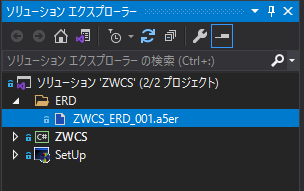 ソリューション エクスプローラー
ソリューション エクスプローラー の検索 (Ctrl+:)
ソリューション 'ZWCS' (2/2 プロジェクト)
ERD
ZWCS_ERD_001.a5er
C# ZWCS
SetUp